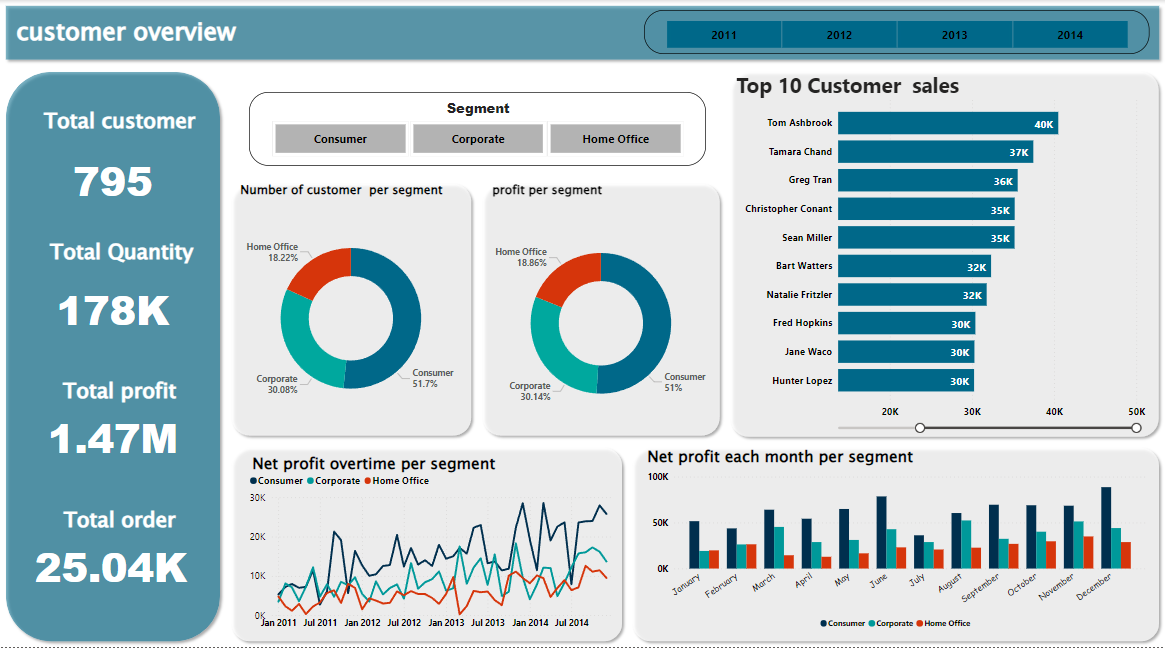 customer overview
2011 2012 2013 2014
Total customer
795
Total Quantity
178K
Total profit
1.47M
Total order
25.04K
Segment
Consumer Corporate Home Office
Number of customer per segment
Home Office
18.22%
Corporate
30.08%
Consumer
51.7%
profit per segment
Home Office
18.86%
Corporate
30.14%
Consumer
51%
Top 10 Customer sales
Tom Ashbrook 40K
Tamara Chand 37K
Greg Tran 36K
Christopher Conant 35K
Sean Miller 35K
Bart Watters 32K
Natalie Fritzler 32K
Fred Hopkins 30K
Jane Waco 30K
Hunter Lopez 30K
20K 30K 40K 50K
Net profit overtime per segment
Consumer Corporate Home Office
30K
20K
10K
0K
Jan 2011 Jul 2011 Jan 2012 Jul 2012 Jan 2013 Jul 2013 Jan 2014 Jul 2014
Net profit each month per segment
100K
50K
0K
January February March April May June July August September October November December
Consumer Corporate Home Office